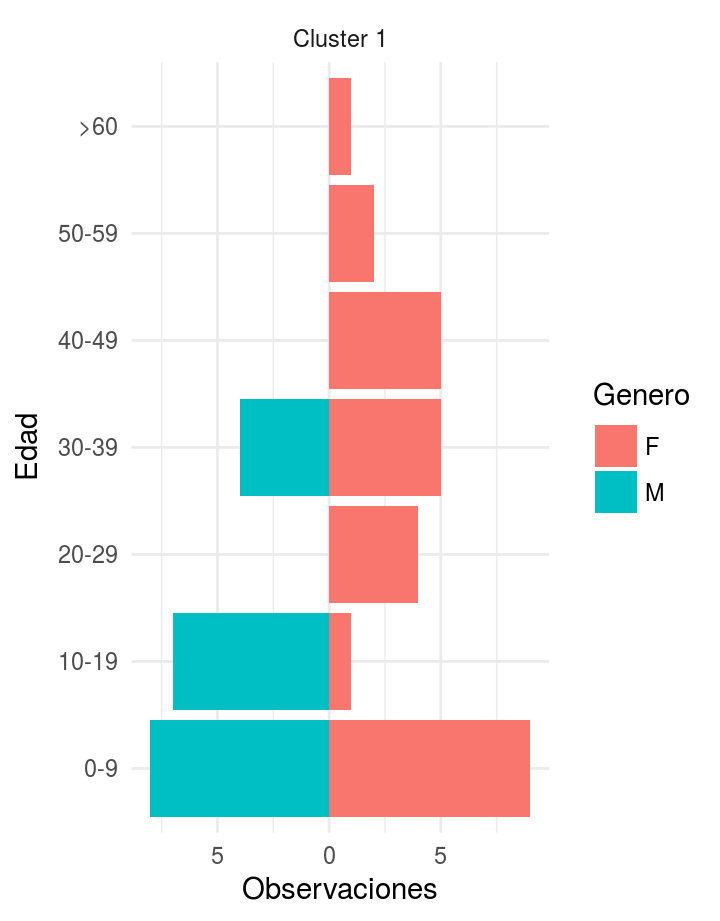 Cluster 1
>60
50-59
40-49
30-39
20-29
10-19
0-9
Edad
5 0 5
Observaciones
Genero
F
M